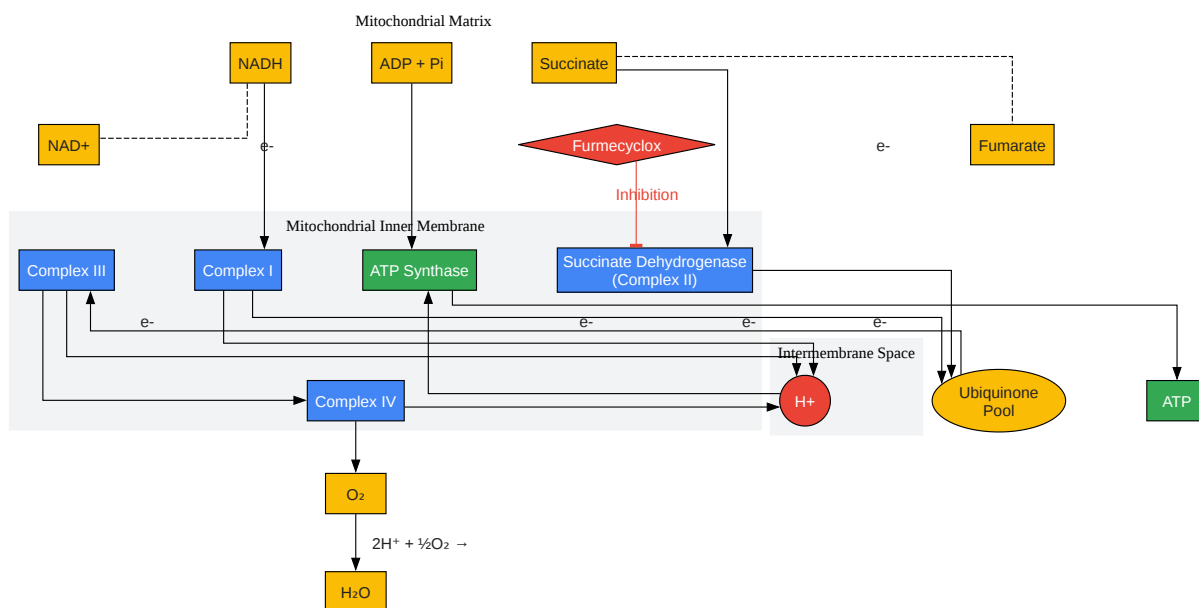 Mitochondrial Matrix
NADH
ADP + Pi
Succinate
NAD+
e-
Furmecyclox
e-
Fumarate
Inhibition
Mitochondrial Inner Membrane
Complex III
Complex I
ATP Synthase
Succinate Dehydrogenase
(Complex II)
e-
e-
e-
e-
Intermembrane Space
Complex IV
H+
Ubiquinone
Pool
ATP
O₂
2H⁺ + ½O₂ →
H₂O